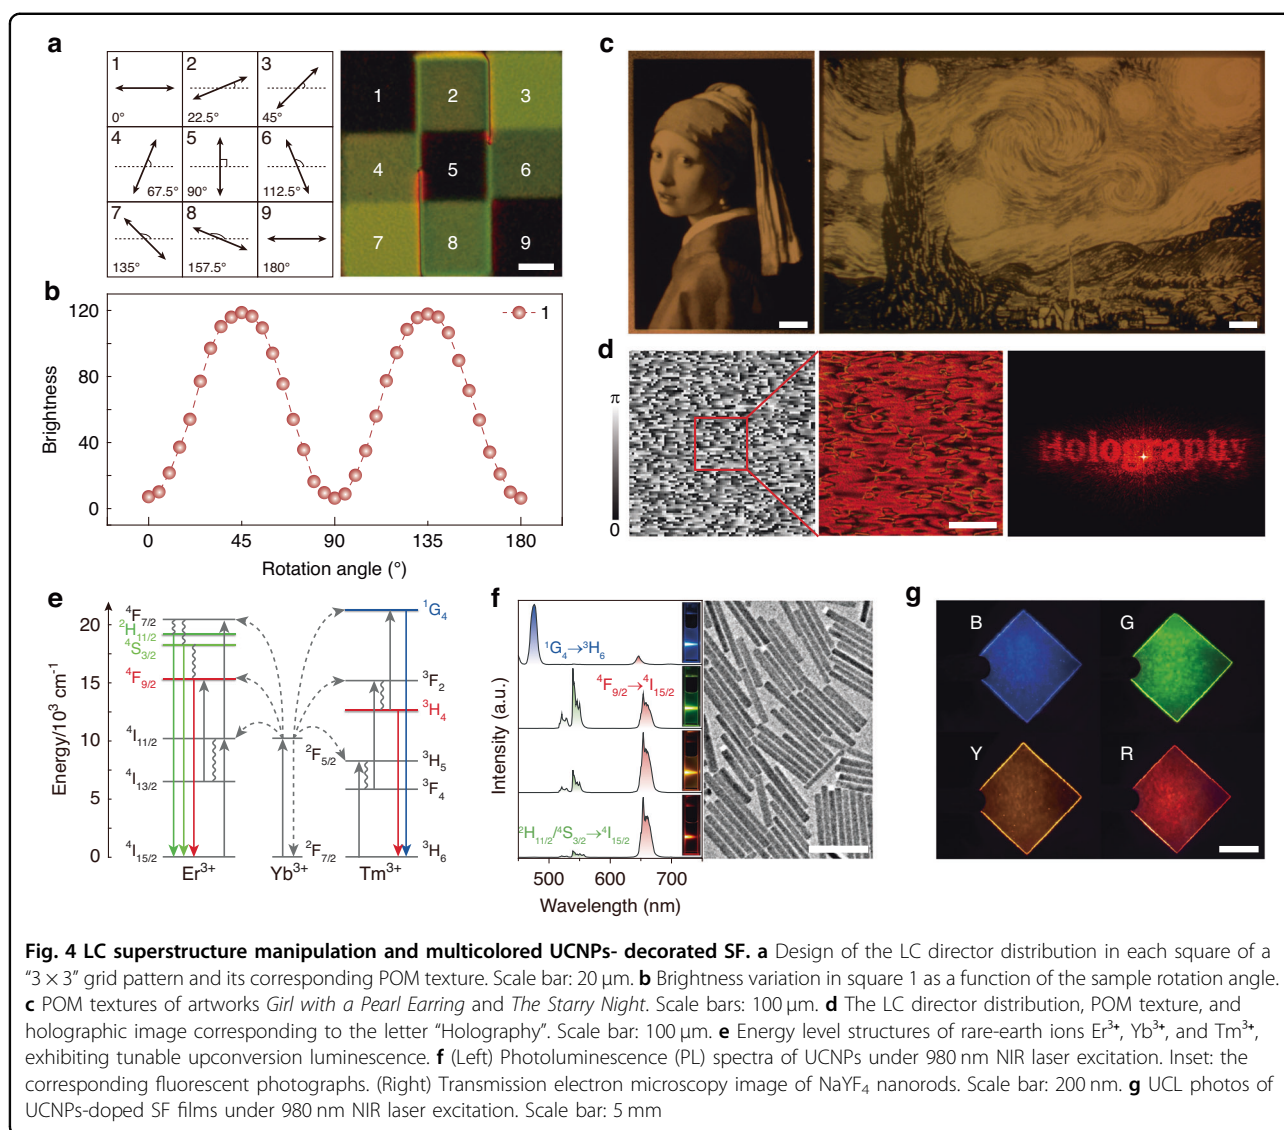 a
1
2
3
0°
22.5°
45°
4
5
6
67.5°
90°
112.5°
7
8
9
135°
157.5°
180°
1
2
3
4
5
6
7
8
9
b
120
80
40
0
Brightness
1
0
45
90
135
180
Rotation angle (°)
c
d
π
0
Holography
e
Energy/10³ cm⁻¹
20
15
10
5
0
⁴F₇/₂
²H₁₁/₂
⁴S₃/₂
⁴F₉/₂
⁴I₁₁/₂
⁴I₁₃/₂
⁴I₁₅/₂
Er³⁺
²F₅/₂
²F₇/₂
Yb³⁺
¹G₄
³F₂
³H₄
³H₅
³F₄
³H₆
Tm³⁺
f
Intensity (a.u.)
¹G₄→³H₆
⁴F₉/₂→⁴I₁₅/₂
²H₁₁/₂/⁴S₃/₂→⁴I₁₅/₂
500
600
700
Wavelength (nm)
g
B
G
Y
R
Fig. 4 LC superstructure manipulation and multicolored UCNPs- decorated SF. a Design of the LC director distribution in each square of a
“3 × 3” grid pattern and its corresponding POM texture. Scale bar: 20 μm. b Brightness variation in square 1 as a function of the sample rotation angle.
c POM textures of artworks Girl with a Pearl Earring and The Starry Night. Scale bars: 100 μm. d The LC director distribution, POM texture, and
holographic image corresponding to the letter “Holography”. Scale bar: 100 μm. e Energy level structures of rare-earth ions Er³⁺, Yb³⁺, and Tm³⁺,
exhibiting tunable upconversion luminescence. f (Left) Photoluminescence (PL) spectra of UCNPs under 980 nm NIR laser excitation. Inset: the
corresponding fluorescent photographs. (Right) Transmission electron microscopy image of NaYF₄ nanorods. Scale bar: 200 nm. g UCL photos of
UCNPs-doped SF films under 980 nm NIR laser excitation. Scale bar: 5 mm